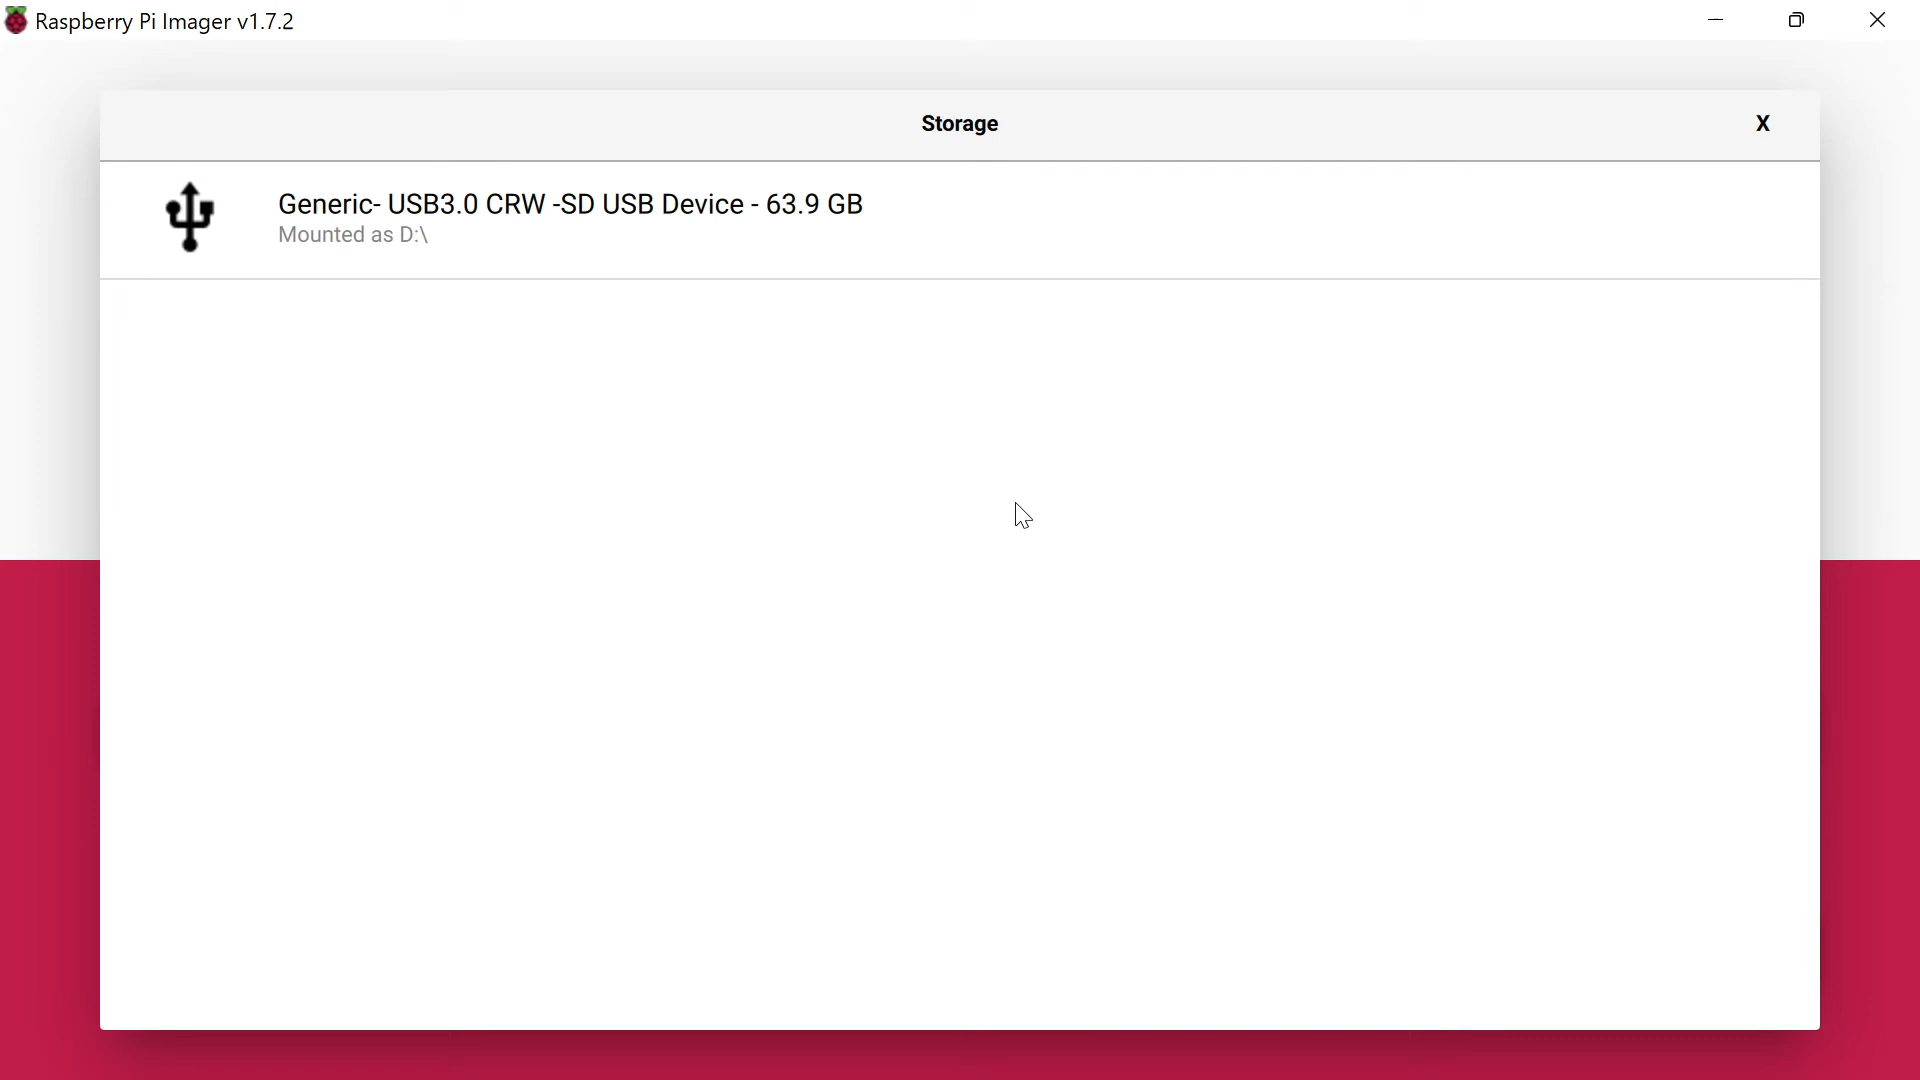 Raspberry Pi Imager v1.7.2
Storage
X
Generic- USB3.0 CRW -SD USB Device - 63.9 GB
Mounted as D:\